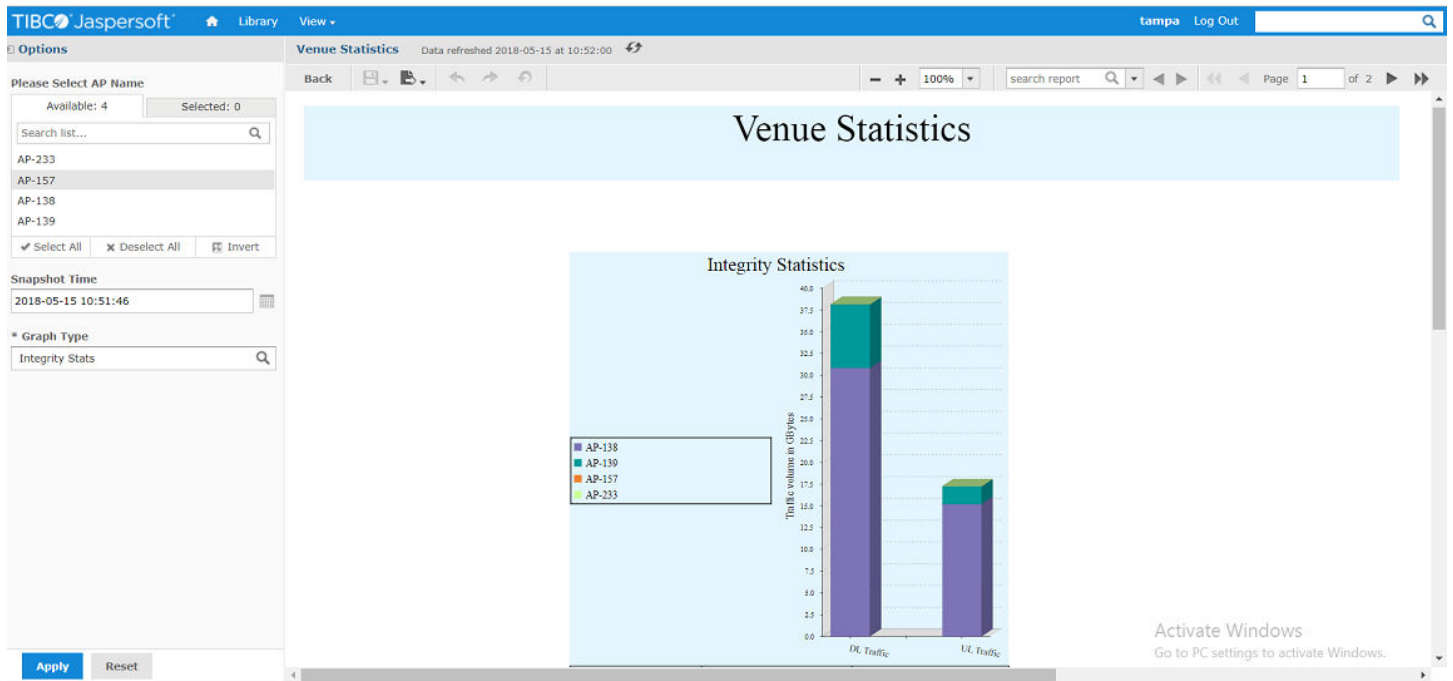 TIBCO Jaspersoft Library View tampa Log Out
Options
Venue Statistics Data refreshed 2018-05-15 at 10:52:00
Back 100% search report Page 1 of 2
Please Select AP Name
Available: 4 Selected: 0
Search list...
AP-233
AP-157
AP-138
AP-139
Select All Deselect All Invert
Snapshot Time
2018-05-15 10:51:46
* Graph Type
Integrity Stats
Apply Reset
Venue Statistics
Integrity Statistics
AP-138
AP-139
AP-157
AP-233
Traffic volume in GBytes
40.0
37.5
35.0
32.5
30.0
27.5
25.0
22.5
20.0
17.5
15.0
12.5
10.0
7.5
5.0
2.5
0.0
DL Traffic UL Traffic
Activate Windows
Go to PC settings to activate Windows.